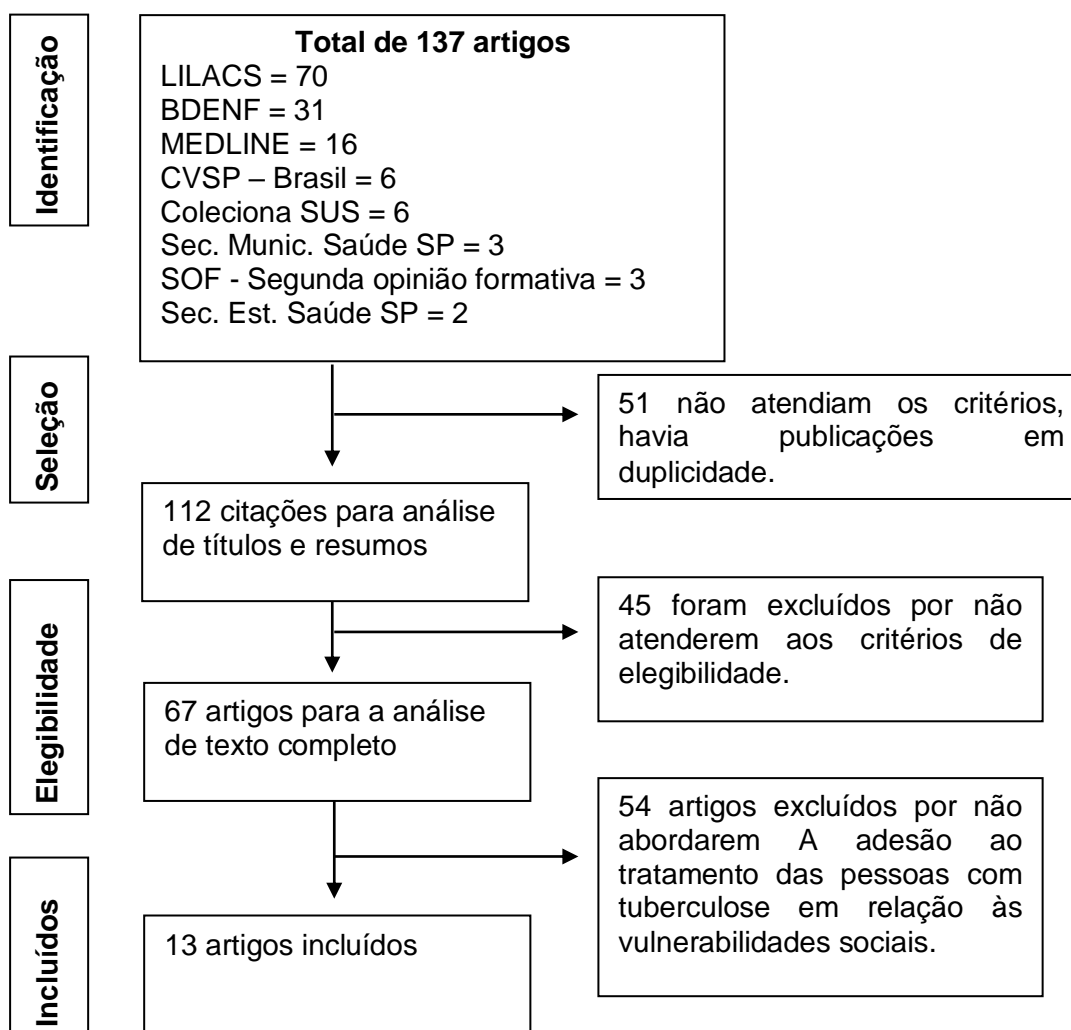 Identificação
Total de 137 artigos
LILACS = 70
BDENF = 31
MEDLINE = 16
CVSP – Brasil = 6
Coleciona SUS = 6
Sec. Munic. Saúde SP = 3
SOF - Segunda opinião formativa = 3
Sec. Est. Saúde SP = 2
Seleção
51 não atendiam os critérios,
havia publicações em
duplicidade.
112 citações para análise
de títulos e resumos
Elegibilidade
45 foram excluídos por não
atenderem aos critérios de
elegibilidade.
67 artigos para a análise
de texto completo
54 artigos excluídos por não
abordarem A adesão ao
tratamento das pessoas com
tuberculose em relação às
vulnerabilidades sociais.
Incluídos
13 artigos incluídos